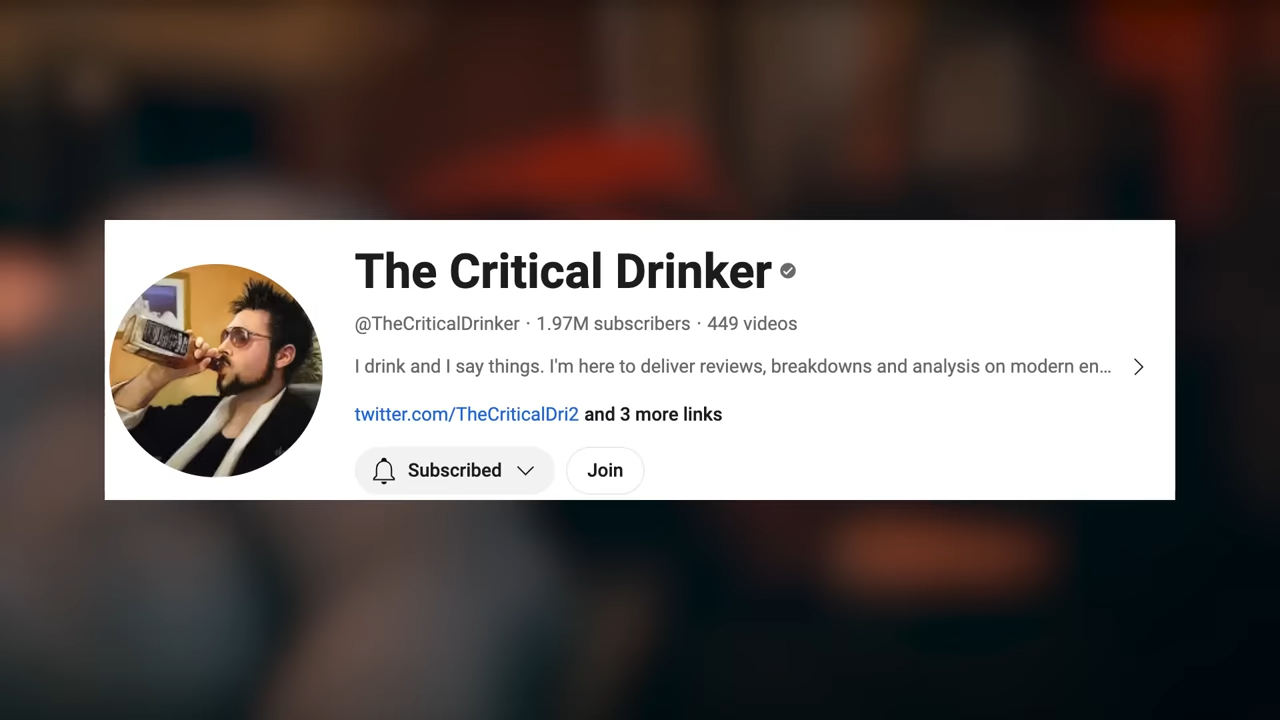 The Critical Drinker
@TheCriticalDrinker · 1.97M subscribers · 449 videos
I drink and I say things. I'm here to deliver reviews, breakdowns and analysis on modern en...
twitter.com/TheCriticalDri2 and 3 more links
Subscribed
Join